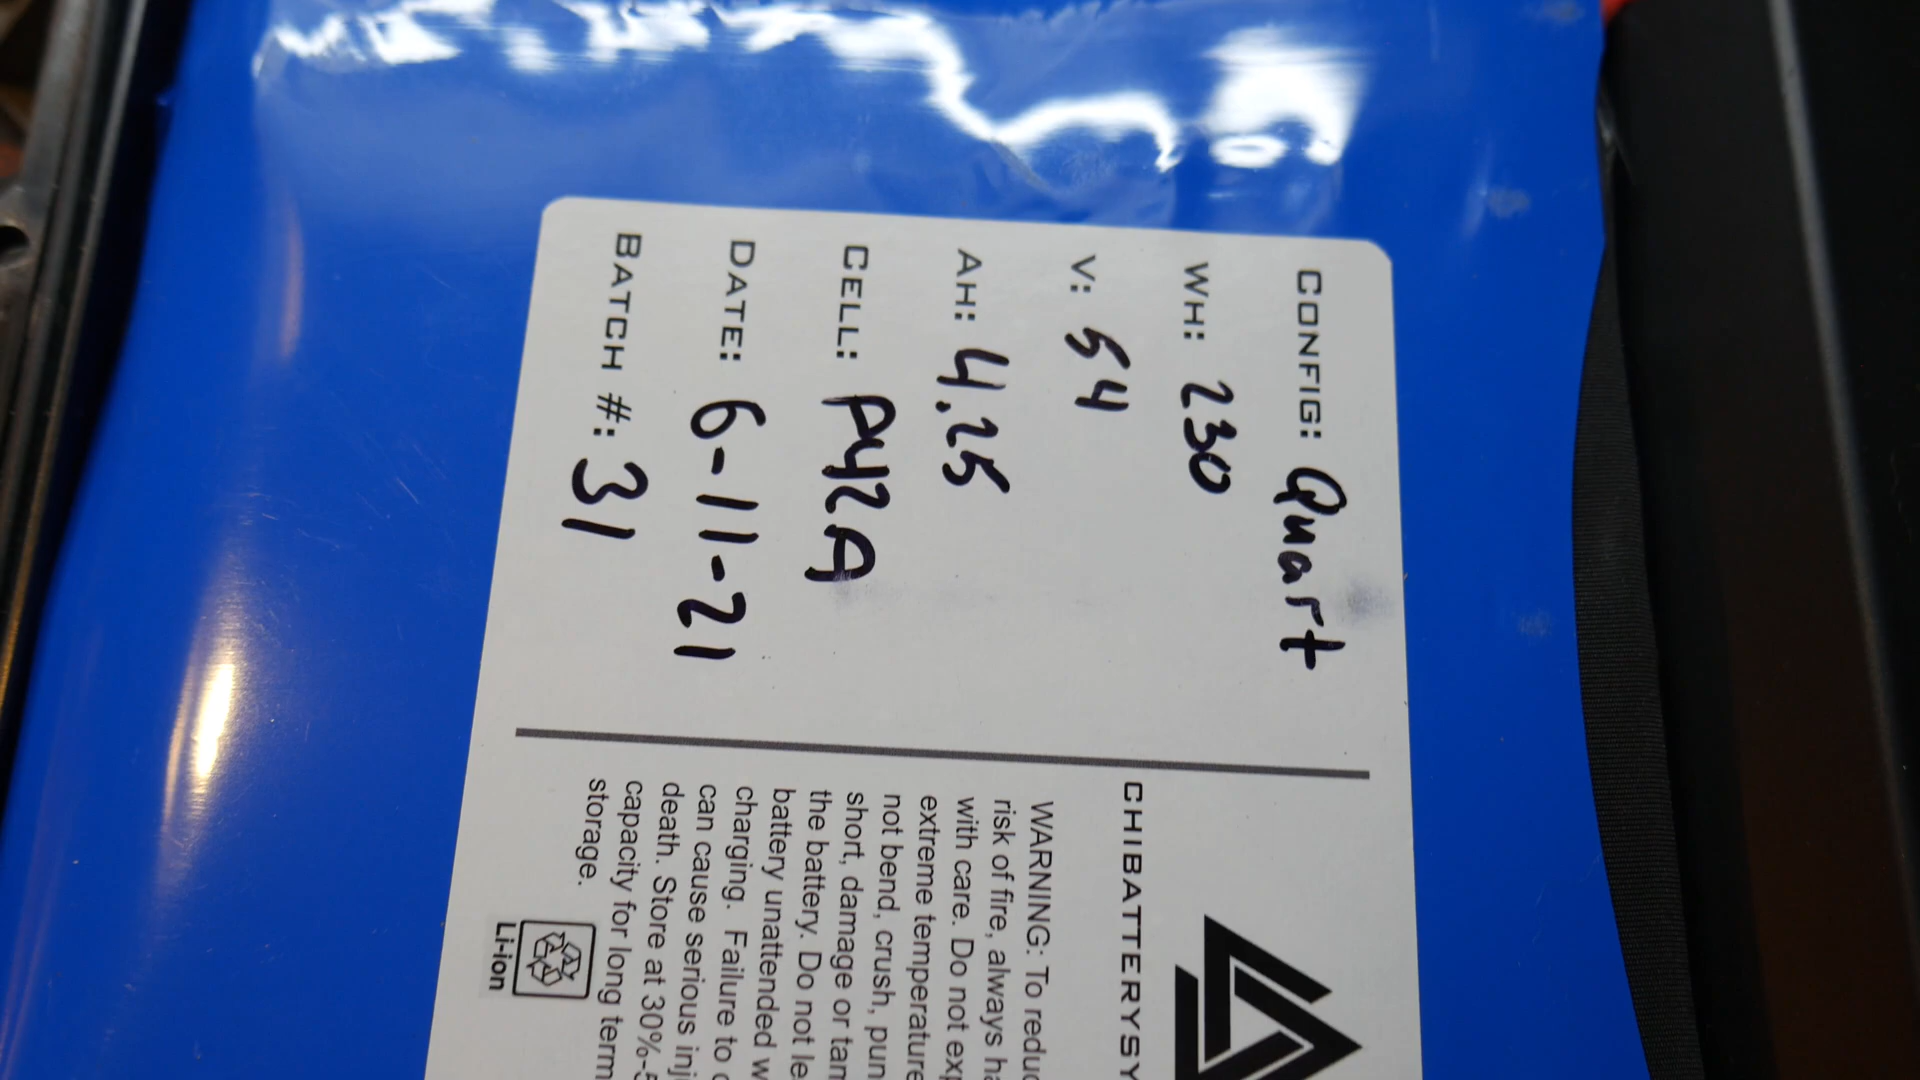 CONFIG: Quart
WH: 230
V: 54
AH: 4.25
CELL: P42A
DATE: 6-11-21
BATCH #: 31
CHIBATTERYSY
WARNING: To reduc
risk of fire, always ha
with care. Do not exp
extreme temperature
not bend, crush, pun
short, damage or tam
the battery. Do not le
battery unattended w
charging. Failure to
can cause serious inj
death. Store at 30%-5
capacity for long term
storage.
Li-ion